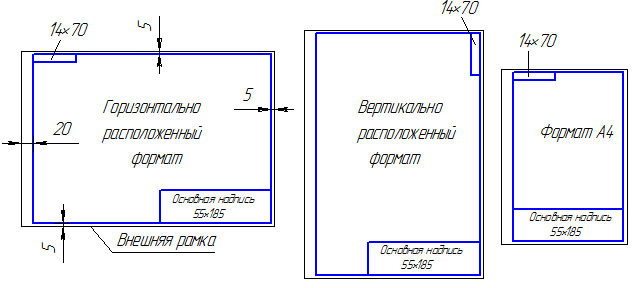 14×70
5
Горизонтально
расположенный
формат
5
20
Основная надпись
55×185
5
Внешняя рамка
14×70
Вертикально
расположенный
формат
Основная надпись
55×185
14×70
Формат А4
Основная надпись
55×185